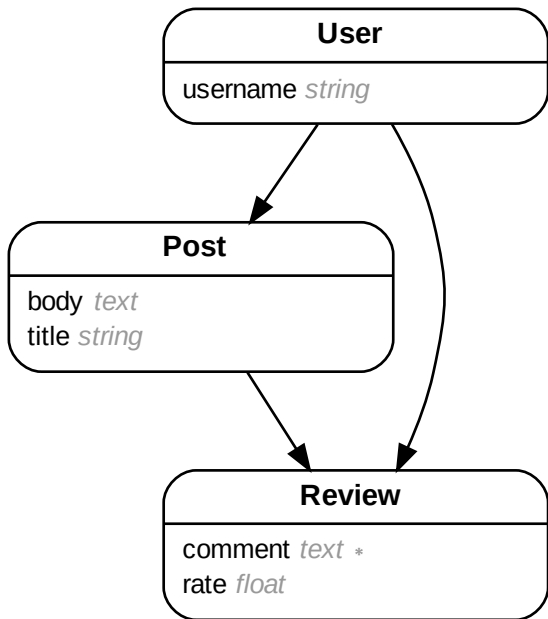 User
username string
Post
body text
title string
Review
comment text *
rate float